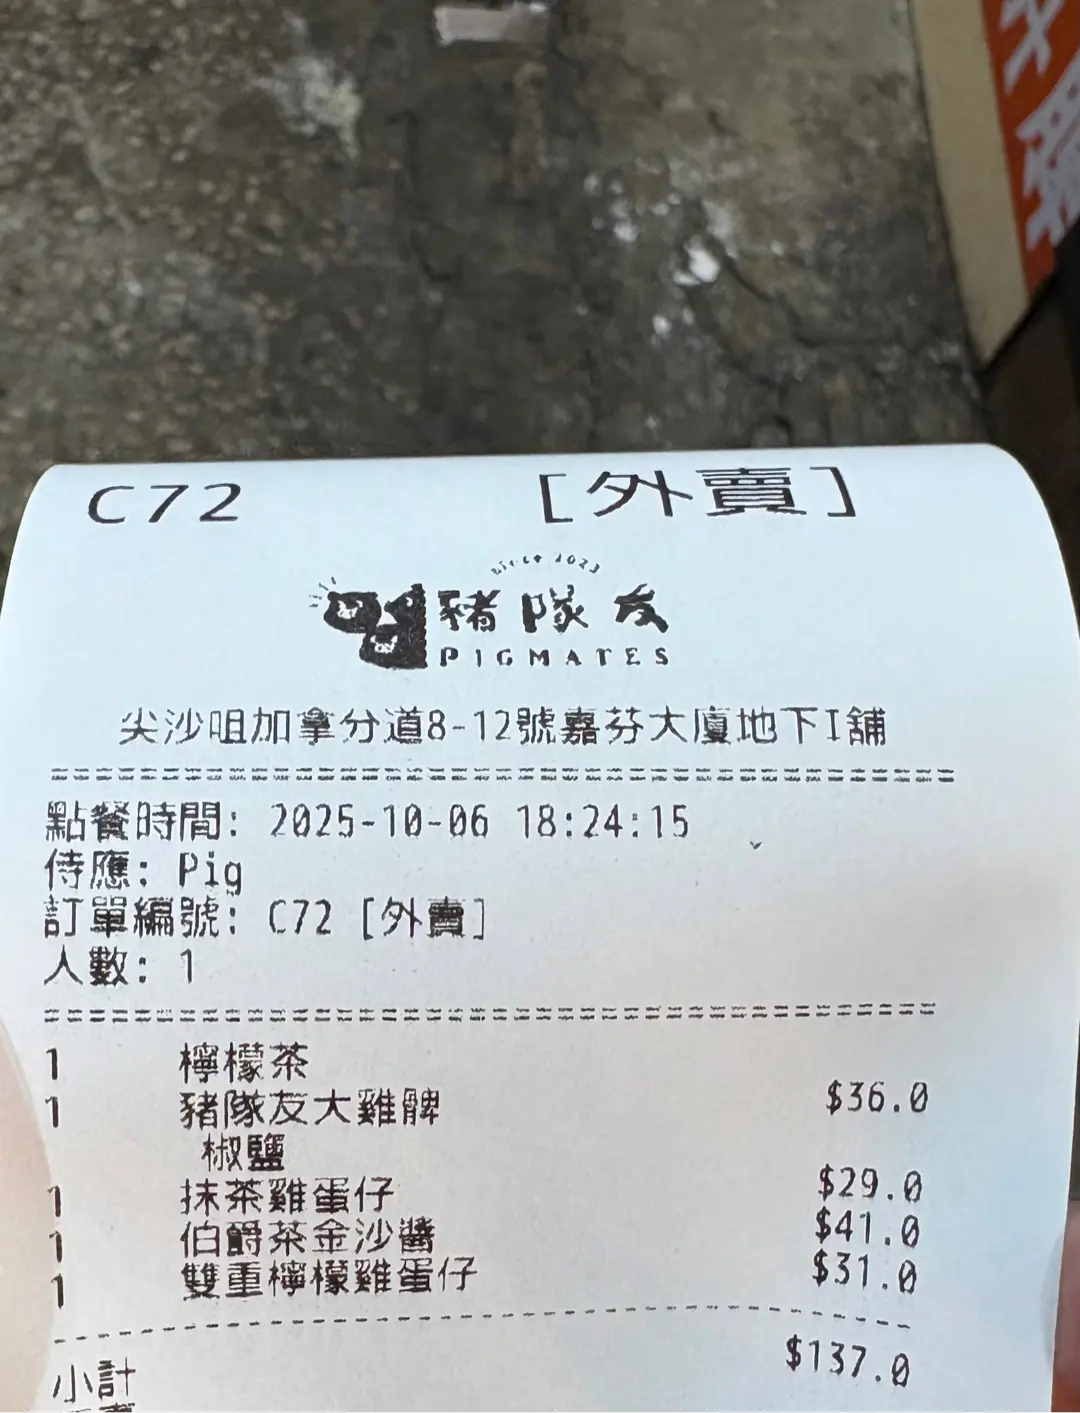 C72 [外賣]
since 2023
豬隊友
PIGMATES
尖沙咀加拿分道8-12號嘉芬大廈地下I舖
點餐時間: 2025-10-06 18:24:15
侍應: Pig
訂單編號: C72 [外賣]
人數: 1
1 檸檬茶
1 豬隊友大雞髀 $36.0
椒鹽
1 抹茶雞蛋仔 $29.0
1 伯爵茶金沙醬 $41.0
1 雙重檸檬雞蛋仔 $31.0
小計 $137.0